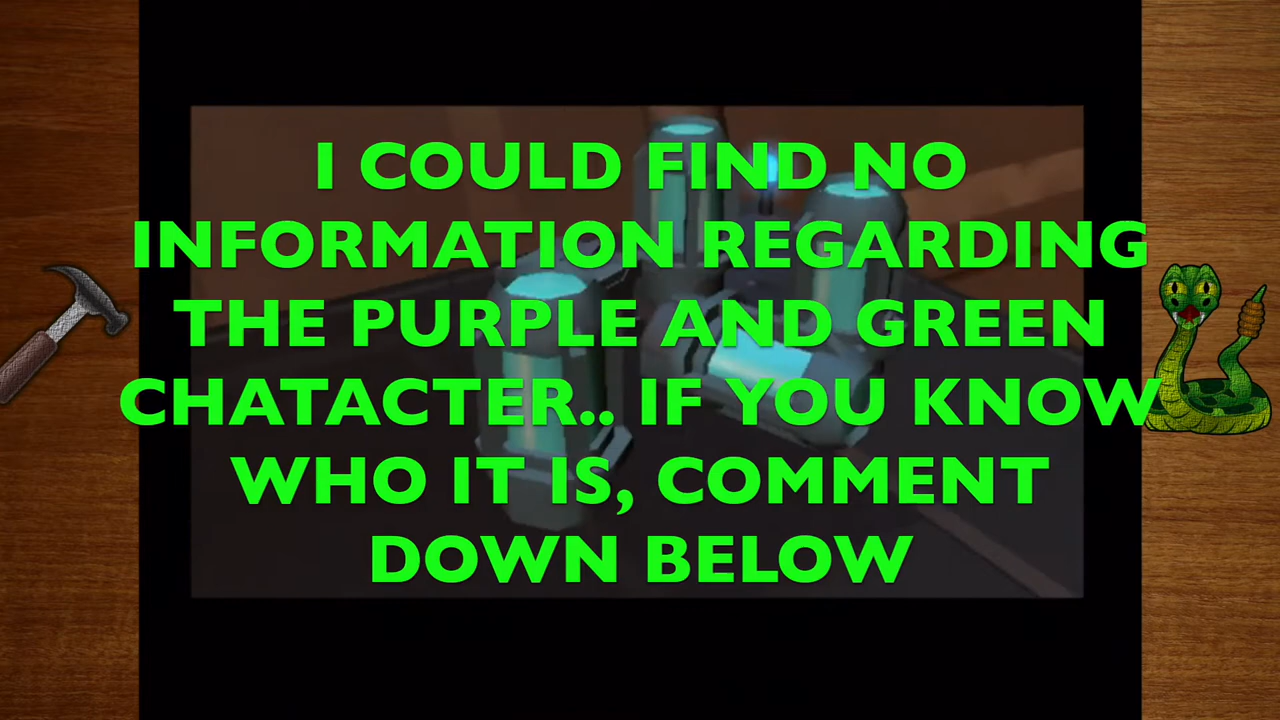 I COULD FIND NO
INFORMATION REGARDING
THE PURPLE AND GREEN
CHATACTER.. IF YOU KNOW
WHO IT IS, COMMENT
DOWN BELOW